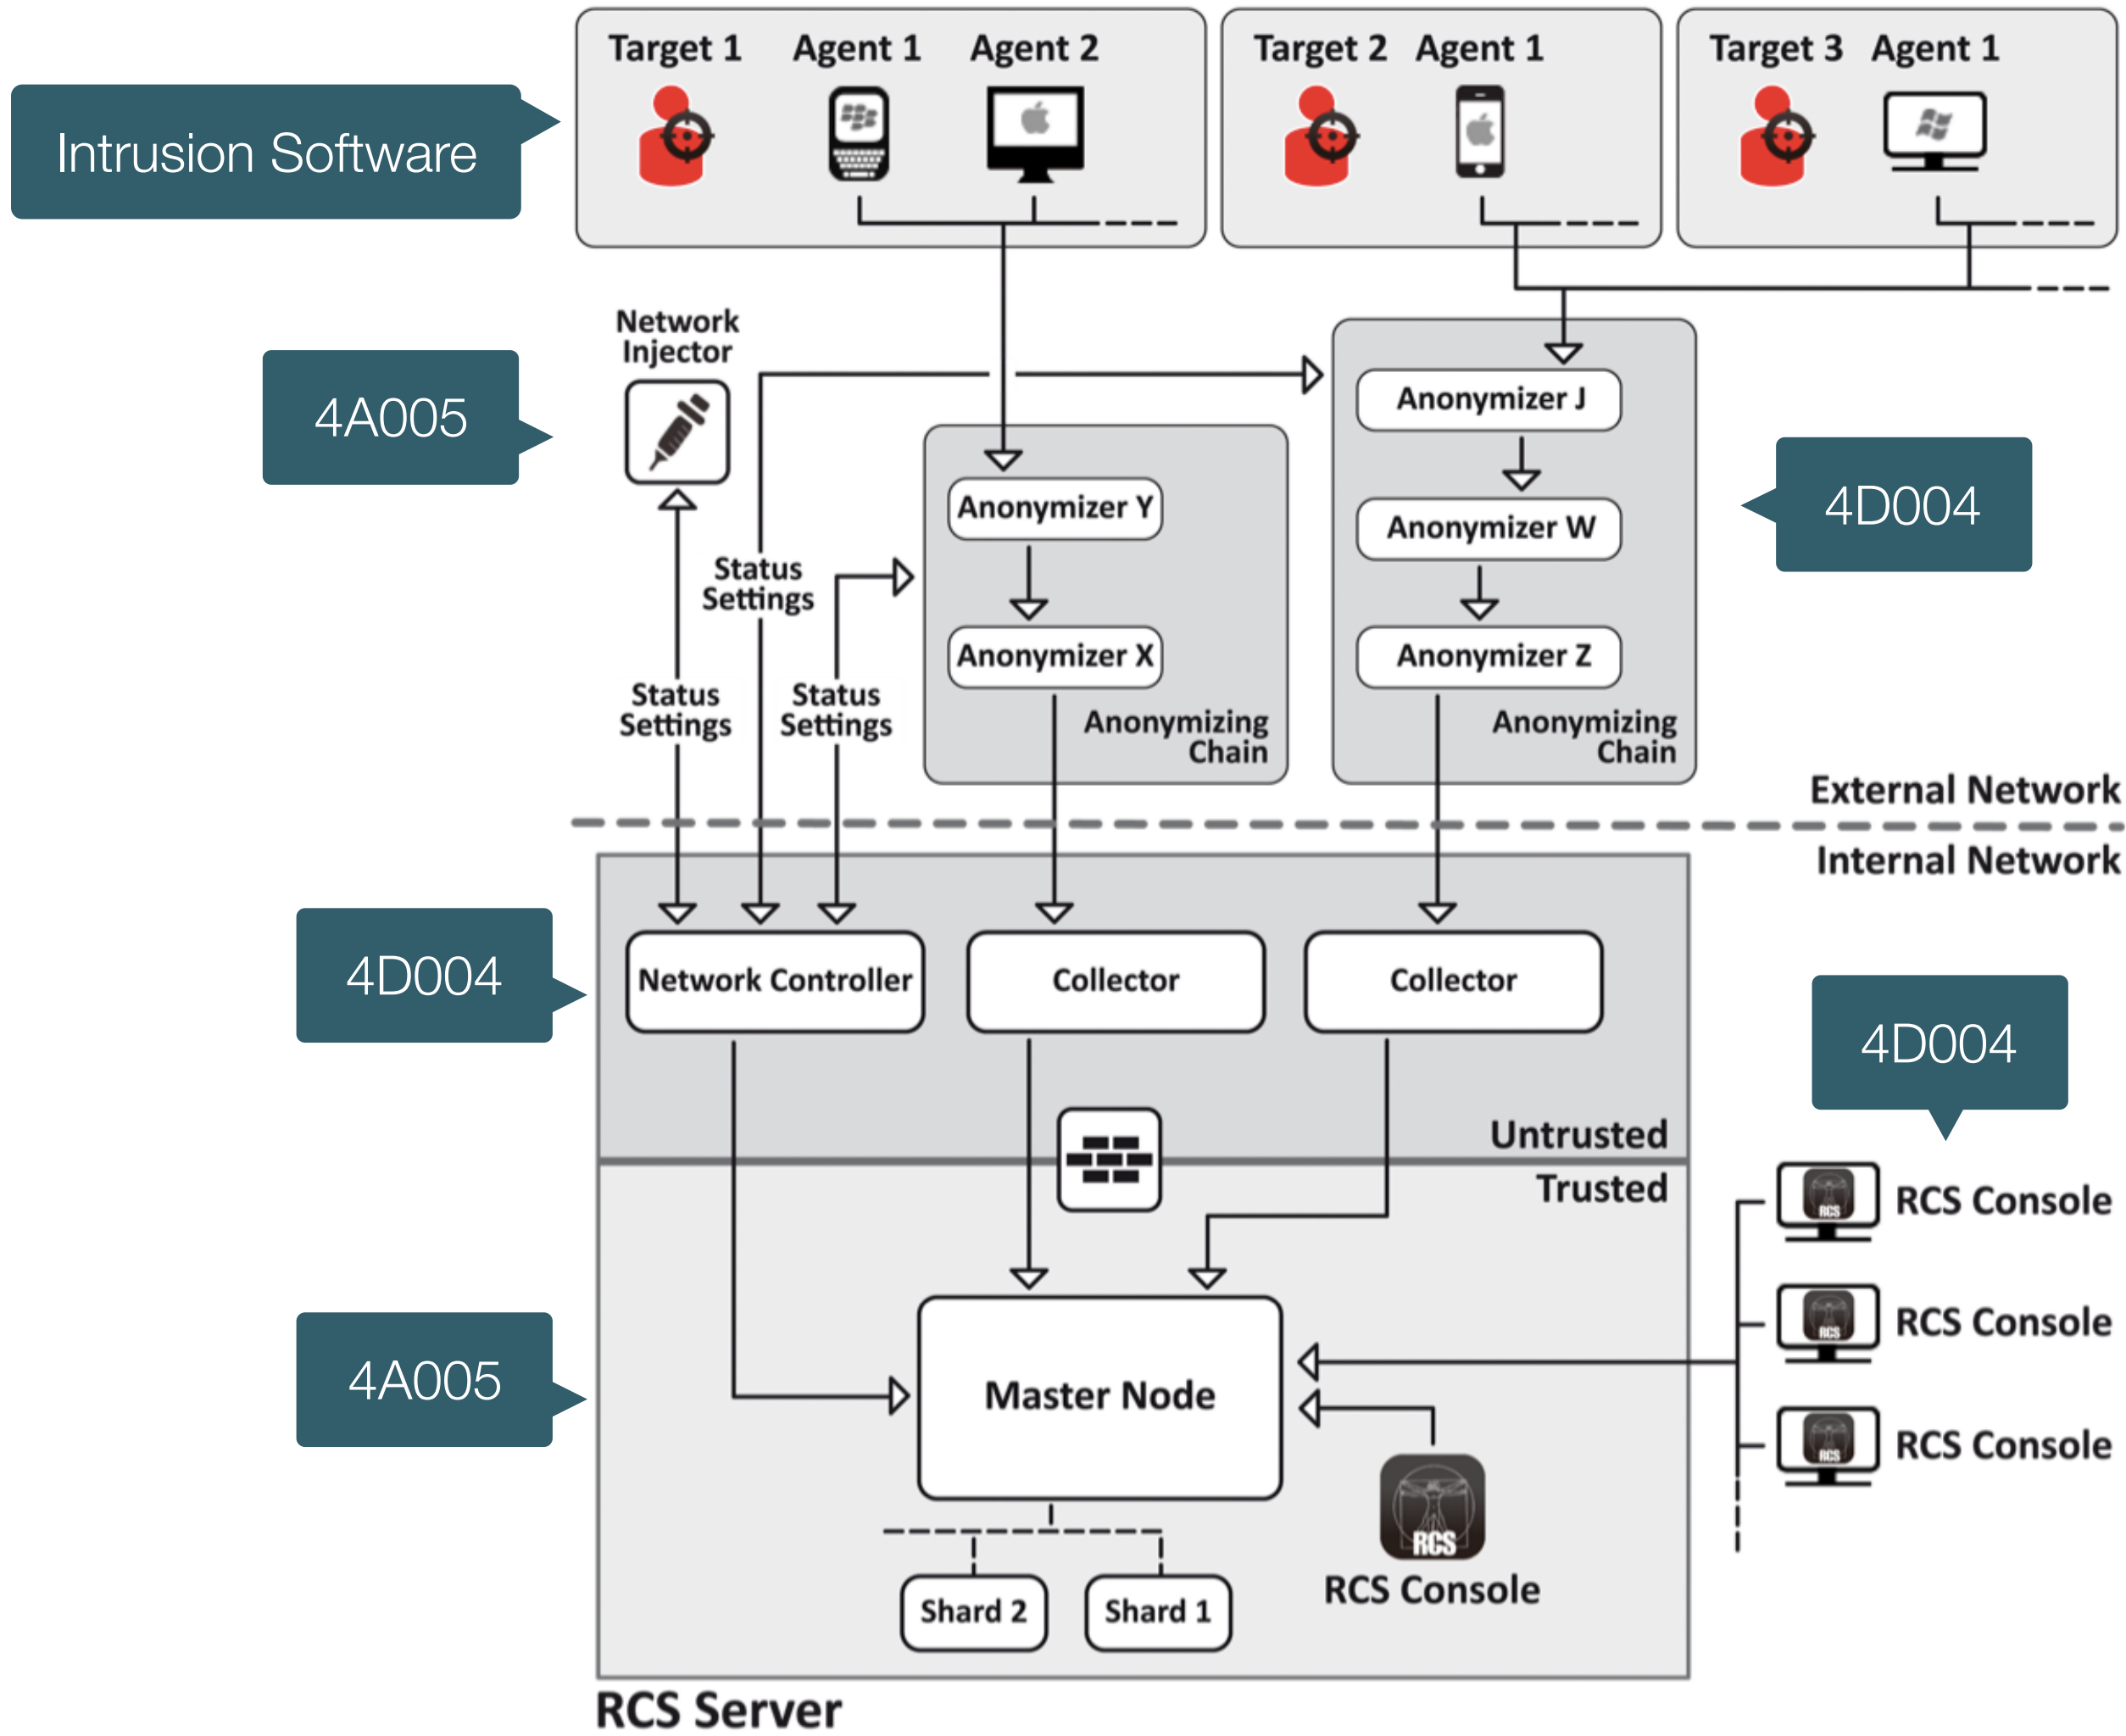 Target 1
Agent 1
Agent 2
Target 2
Agent 1
Target 3
Agent 1
Intrusion Software
Network
Injector
4A005
Anonymizer J
Anonymizer Y
Anonymizer W
4D004
Status
Settings
Anonymizer X
Anonymizer Z
Status
Settings
Status
Settings
Anonymizing
Chain
Anonymizing
Chain
External Network
Internal Network
4D004
Network Controller
Collector
Collector
4D004
Untrusted
Trusted
RCS
RCS Console
RCS
RCS Console
RCS
RCS Console
4A005
Master Node
RCS
RCS Console
Shard 2
Shard 1
RCS Server